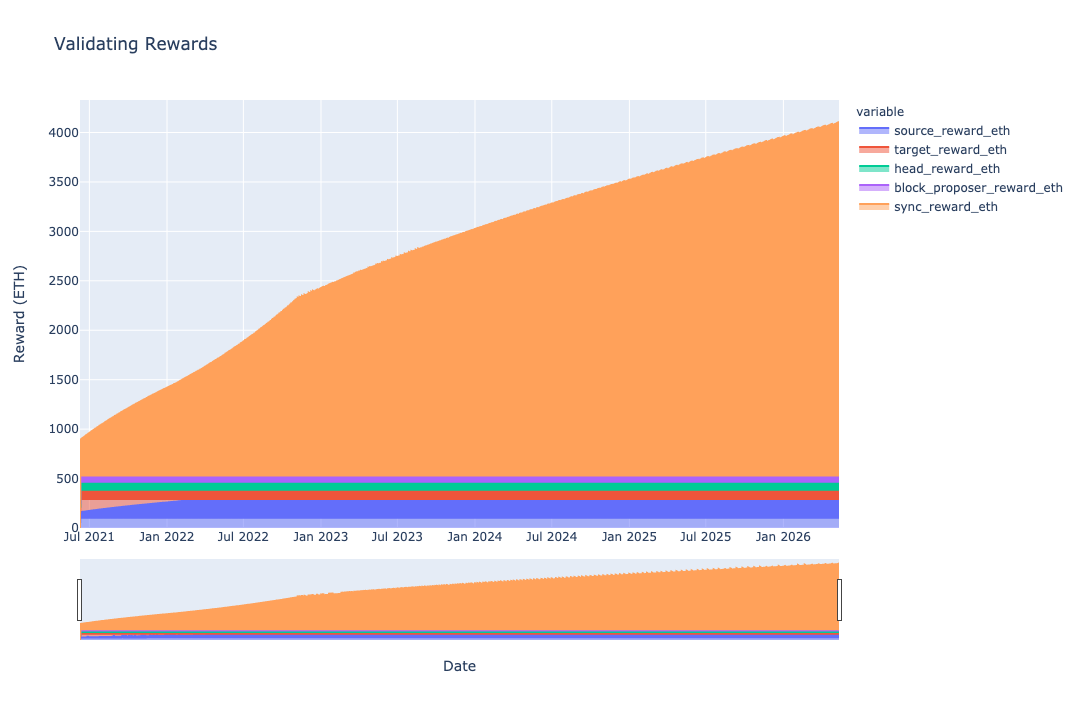 Validating Rewards
variable
source_reward_eth
target_reward_eth
head_reward_eth
block_proposer_reward_eth
sync_reward_eth
Reward (ETH)
4000
3500
3000
2500
2000
1500
1000
500
0
Jul 2021 Jan 2022 Jul 2022 Jan 2023 Jul 2023 Jan 2024 Jul 2024 Jan 2025 Jul 2025 Jan 2026
Date